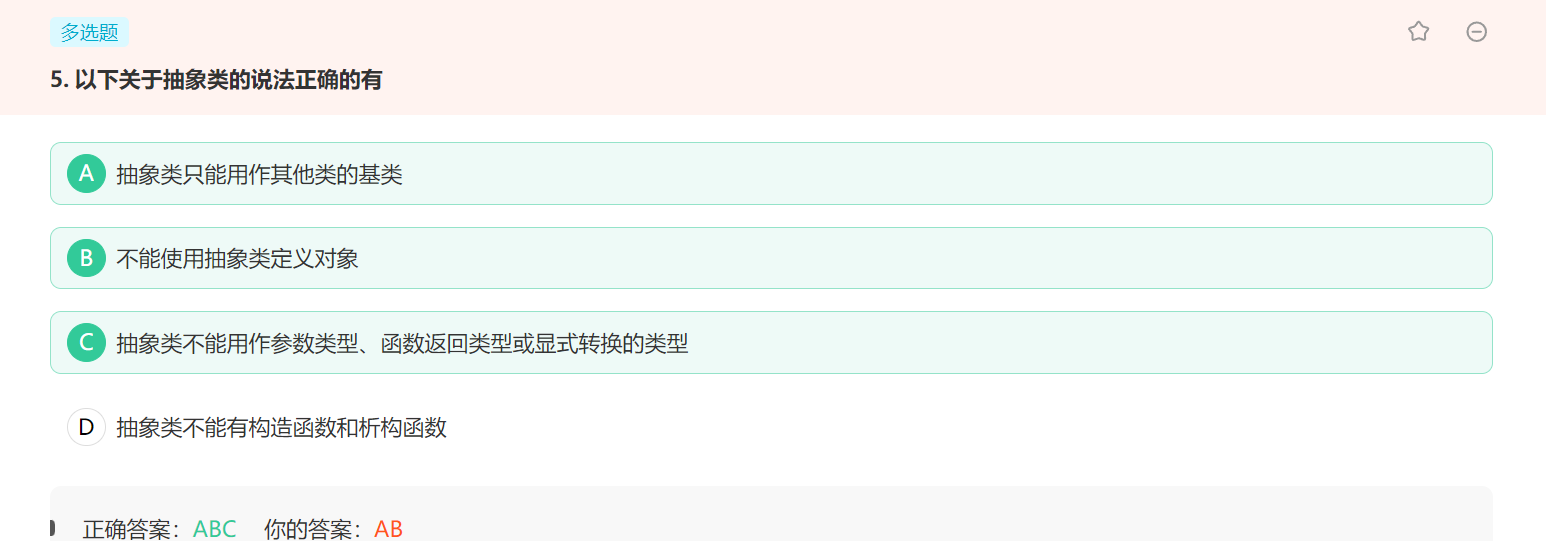 多选题
5. 以下关于抽象类的说法正确的有
A 抽象类只能用作其他类的基类
B 不能使用抽象类定义对象
C 抽象类不能用作参数类型、函数返回类型或显式转换的类型
D 抽象类不能有构造函数和析构函数
正确答案：ABC 你的答案：AB